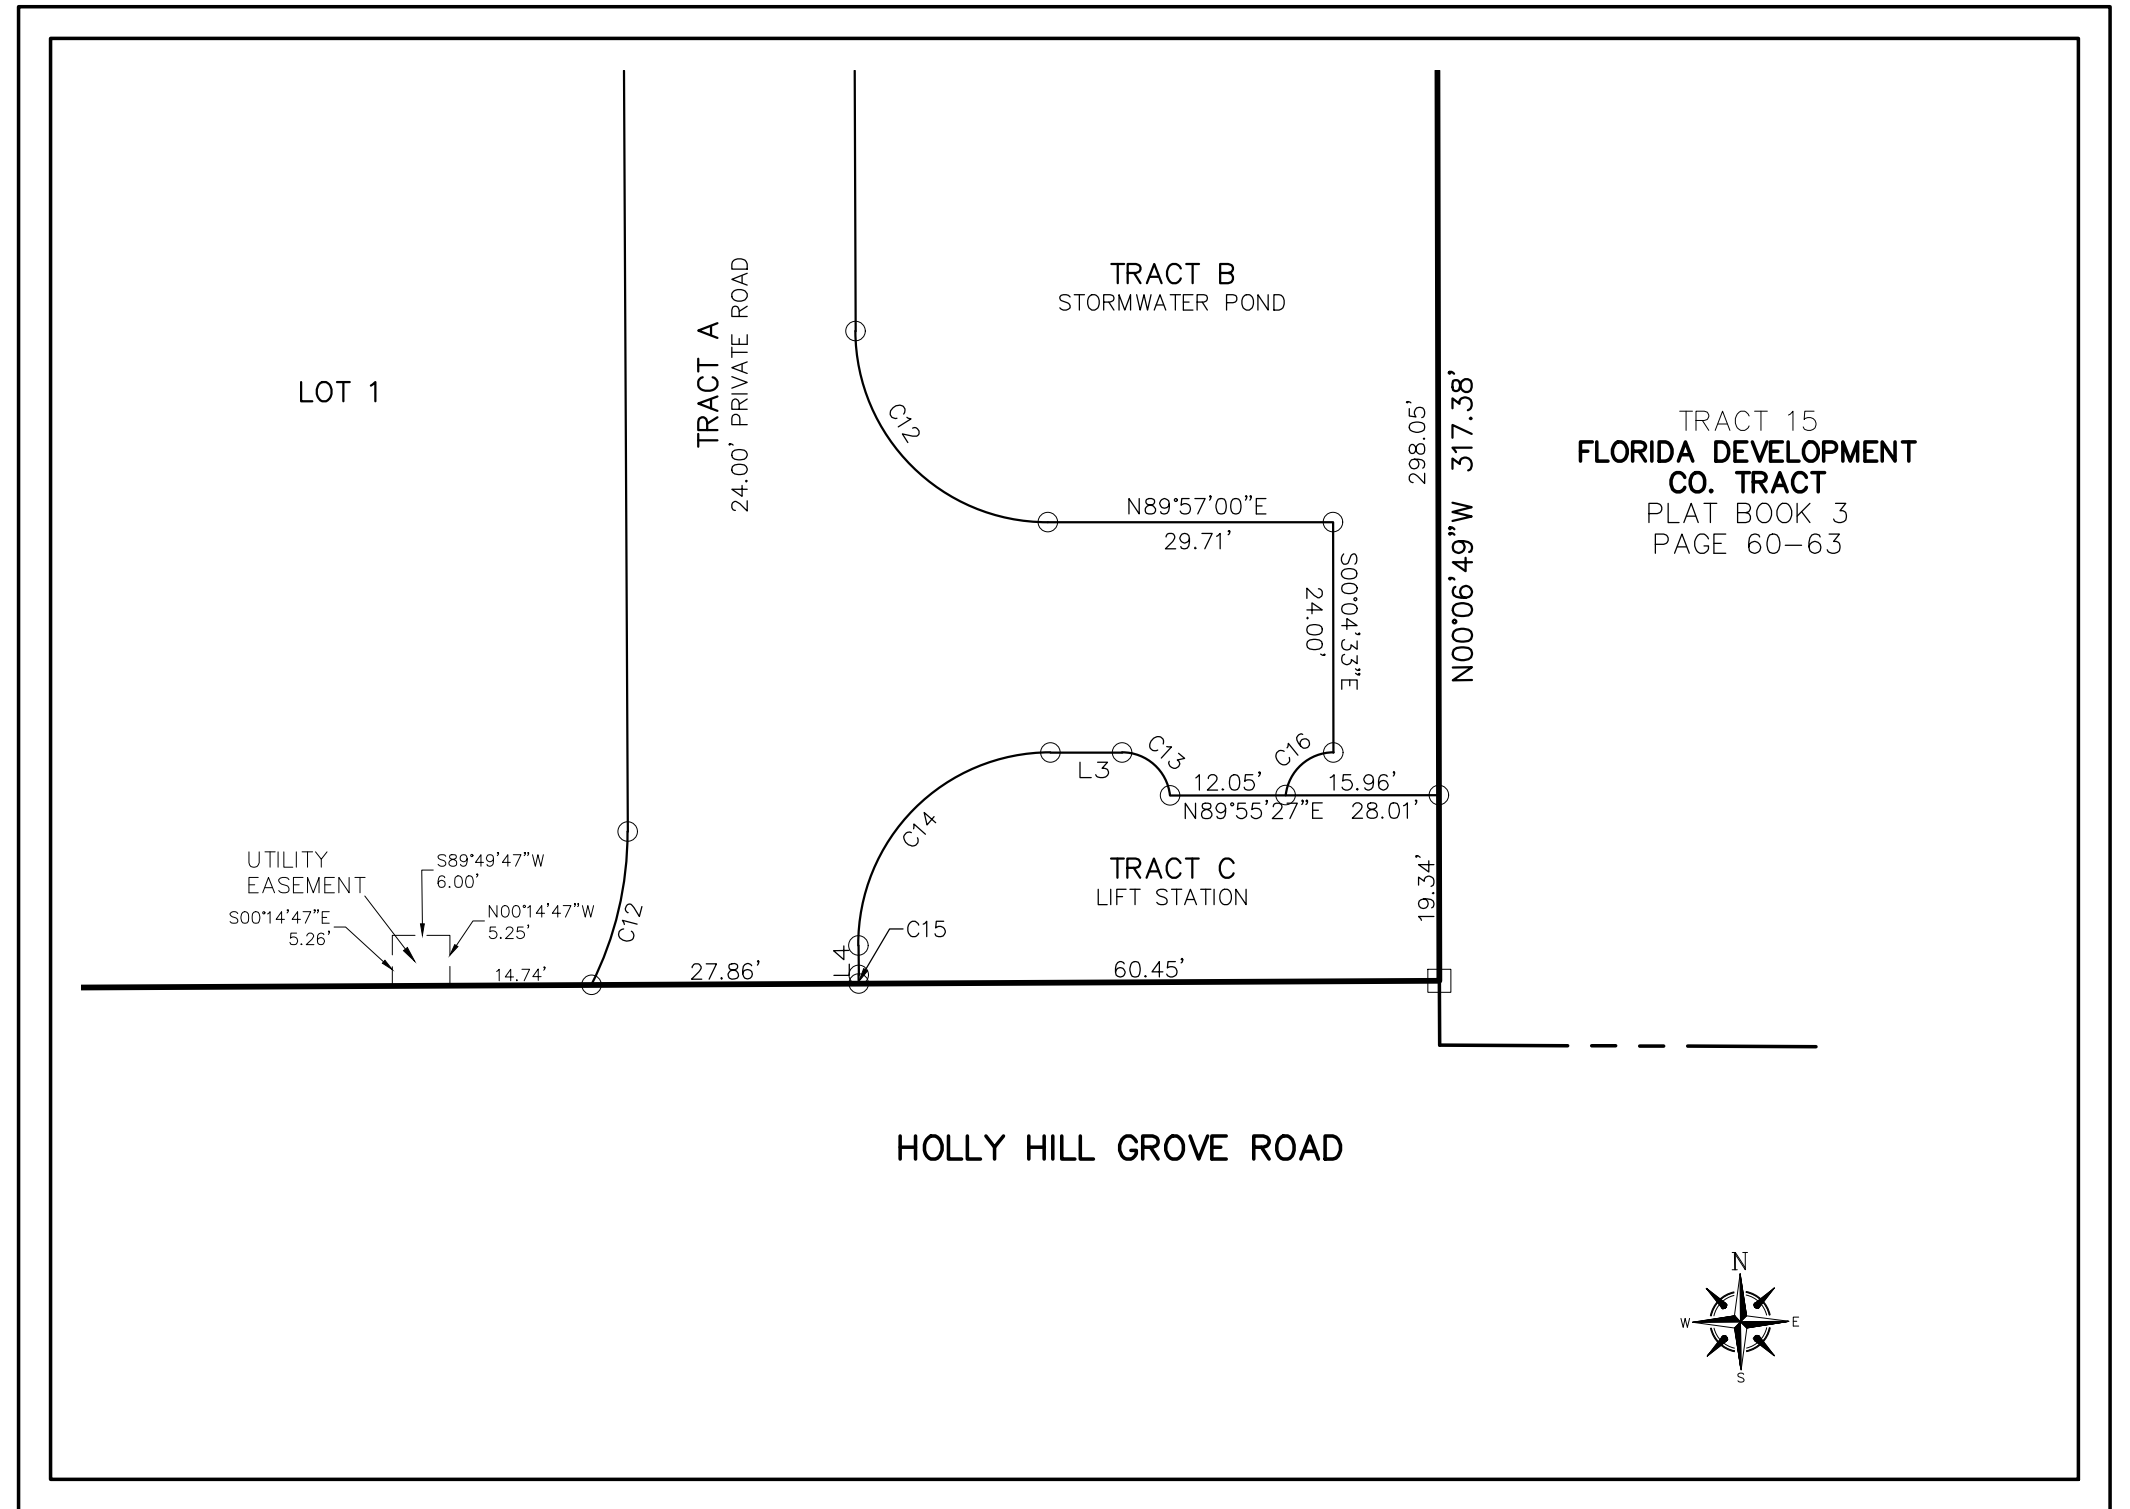 LOT 1
TRACT A
24.00' PRIVATE ROAD
TRACT B
STORMWATER POND
C12
N89°57'00"E
29.71'
S00°04'33"E
24.00'
298.05'
N00°06'49"W 317.38'
TRACT 15
FLORIDA DEVELOPMENT
CO. TRACT
PLAT BOOK 3
PAGE 60-63
L3
C13
C16
12.05'
15.96'
N89°55'27"E 28.01'
C14
TRACT C
LIFT STATION
19.34'
UTILITY
EASEMENT
S89°49'47"W
6.00'
S00°14'47"E
5.26'
N00°14'47"W
5.25'
C12
C15
L4
14.74'
27.86'
60.45'
HOLLY HILL GROVE ROAD
N
W
E
S